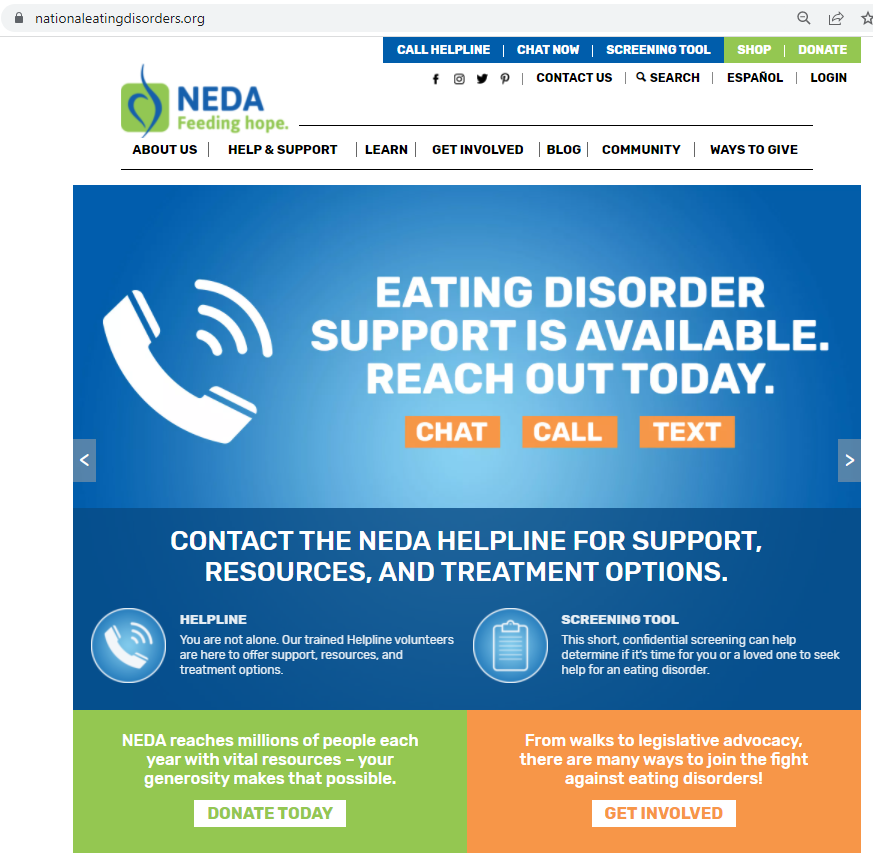 nationaleatingdisorders.org
CALL HELPLINE | CHAT NOW | SCREENING TOOL SHOP | DONATE
CONTACT US | SEARCH | ESPAÑOL | LOGIN
NEDA
Feeding hope.
ABOUT US | HELP & SUPPORT | LEARN | GET INVOLVED | BLOG | COMMUNITY | WAYS TO GIVE
EATING DISORDER
SUPPORT IS AVAILABLE.
REACH OUT TODAY.
CHAT CALL TEXT
< >
CONTACT THE NEDA HELPLINE FOR SUPPORT,
RESOURCES, AND TREATMENT OPTIONS.
HELPLINE
You are not alone. Our trained Helpline volunteers
are here to offer support, resources, and
treatment options.
SCREENING TOOL
This short, confidential screening can help
determine if it's time for you or a loved one to seek
help for an eating disorder.
NEDA reaches millions of people each
year with vital resources – your
generosity makes that possible.
DONATE TODAY
From walks to legislative advocacy,
there are many ways to join the fight
against eating disorders!
GET INVOLVED